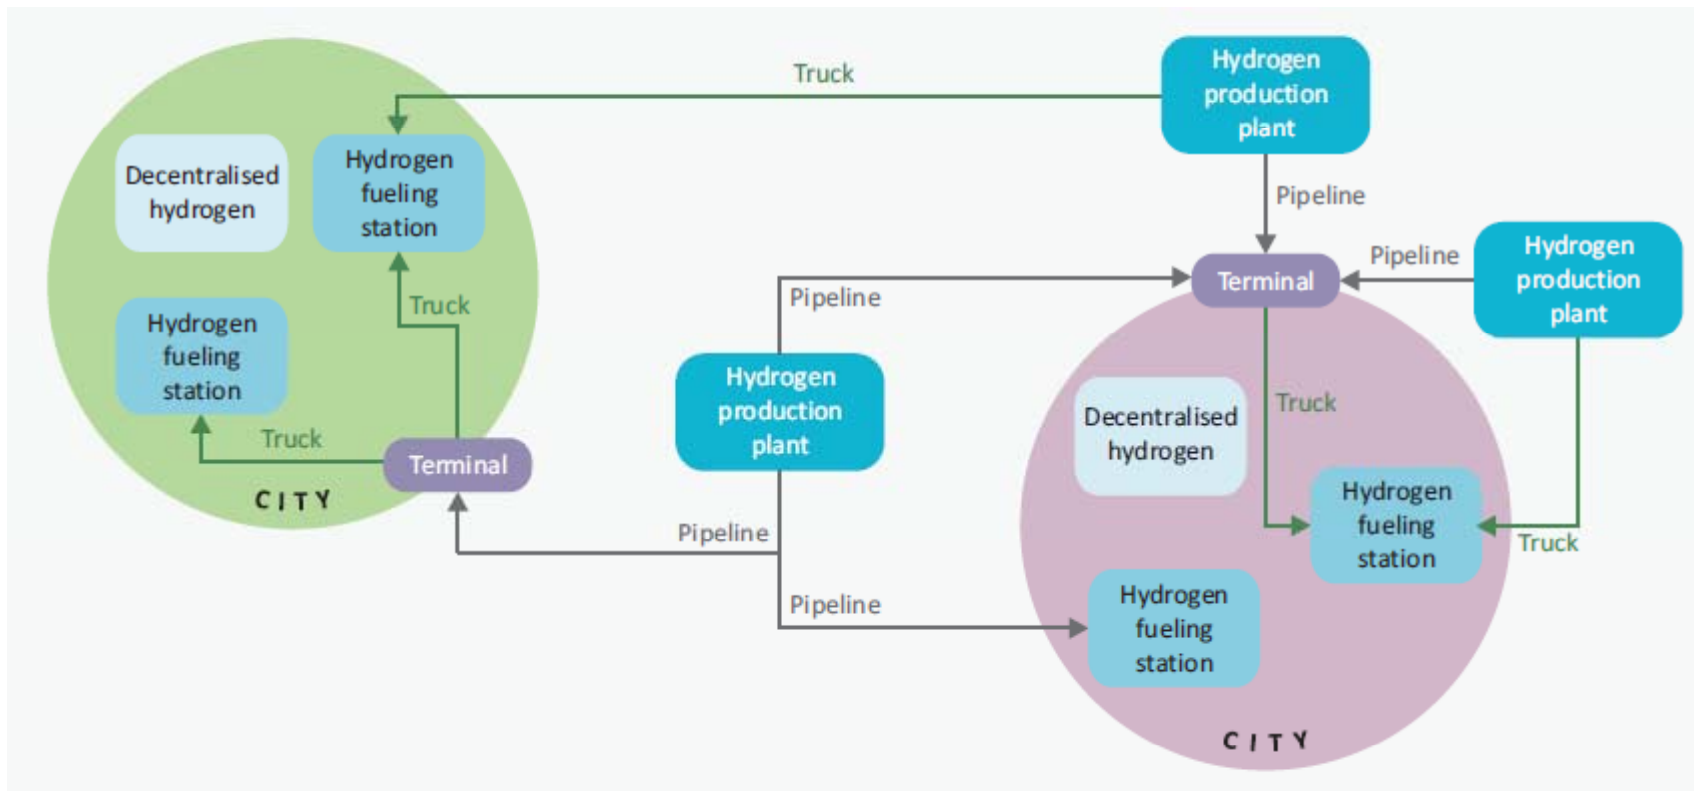 Truck
Hydrogen
production
plant
Decentralised
hydrogen
Hydrogen
fueling
station
Pipeline
Hydrogen
production
plant
Pipeline
Terminal
Pipeline
Truck
Hydrogen
fueling
station
Truck
Terminal
CITY
Hydrogen
production
plant
Pipeline
Pipeline
Decentralised
hydrogen
Truck
Hydrogen
fueling
station
Truck
Hydrogen
fueling
station
CITY